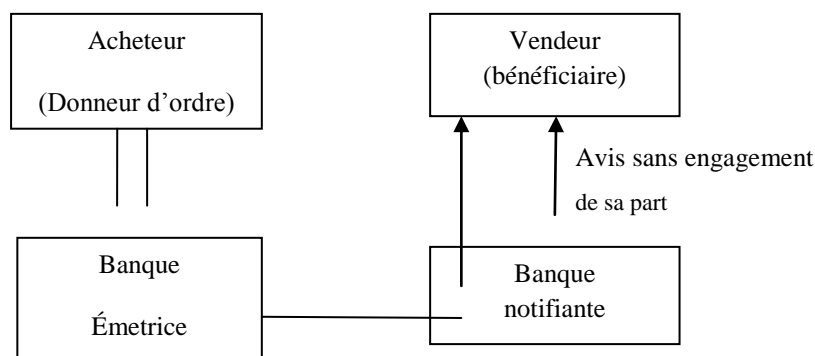 Acheteur
(Donneur d'ordre)
Vendeur
(bénéficiaire)
Avis sans engagement
de sa part
Banque
Émetrice
Banque
notifiante